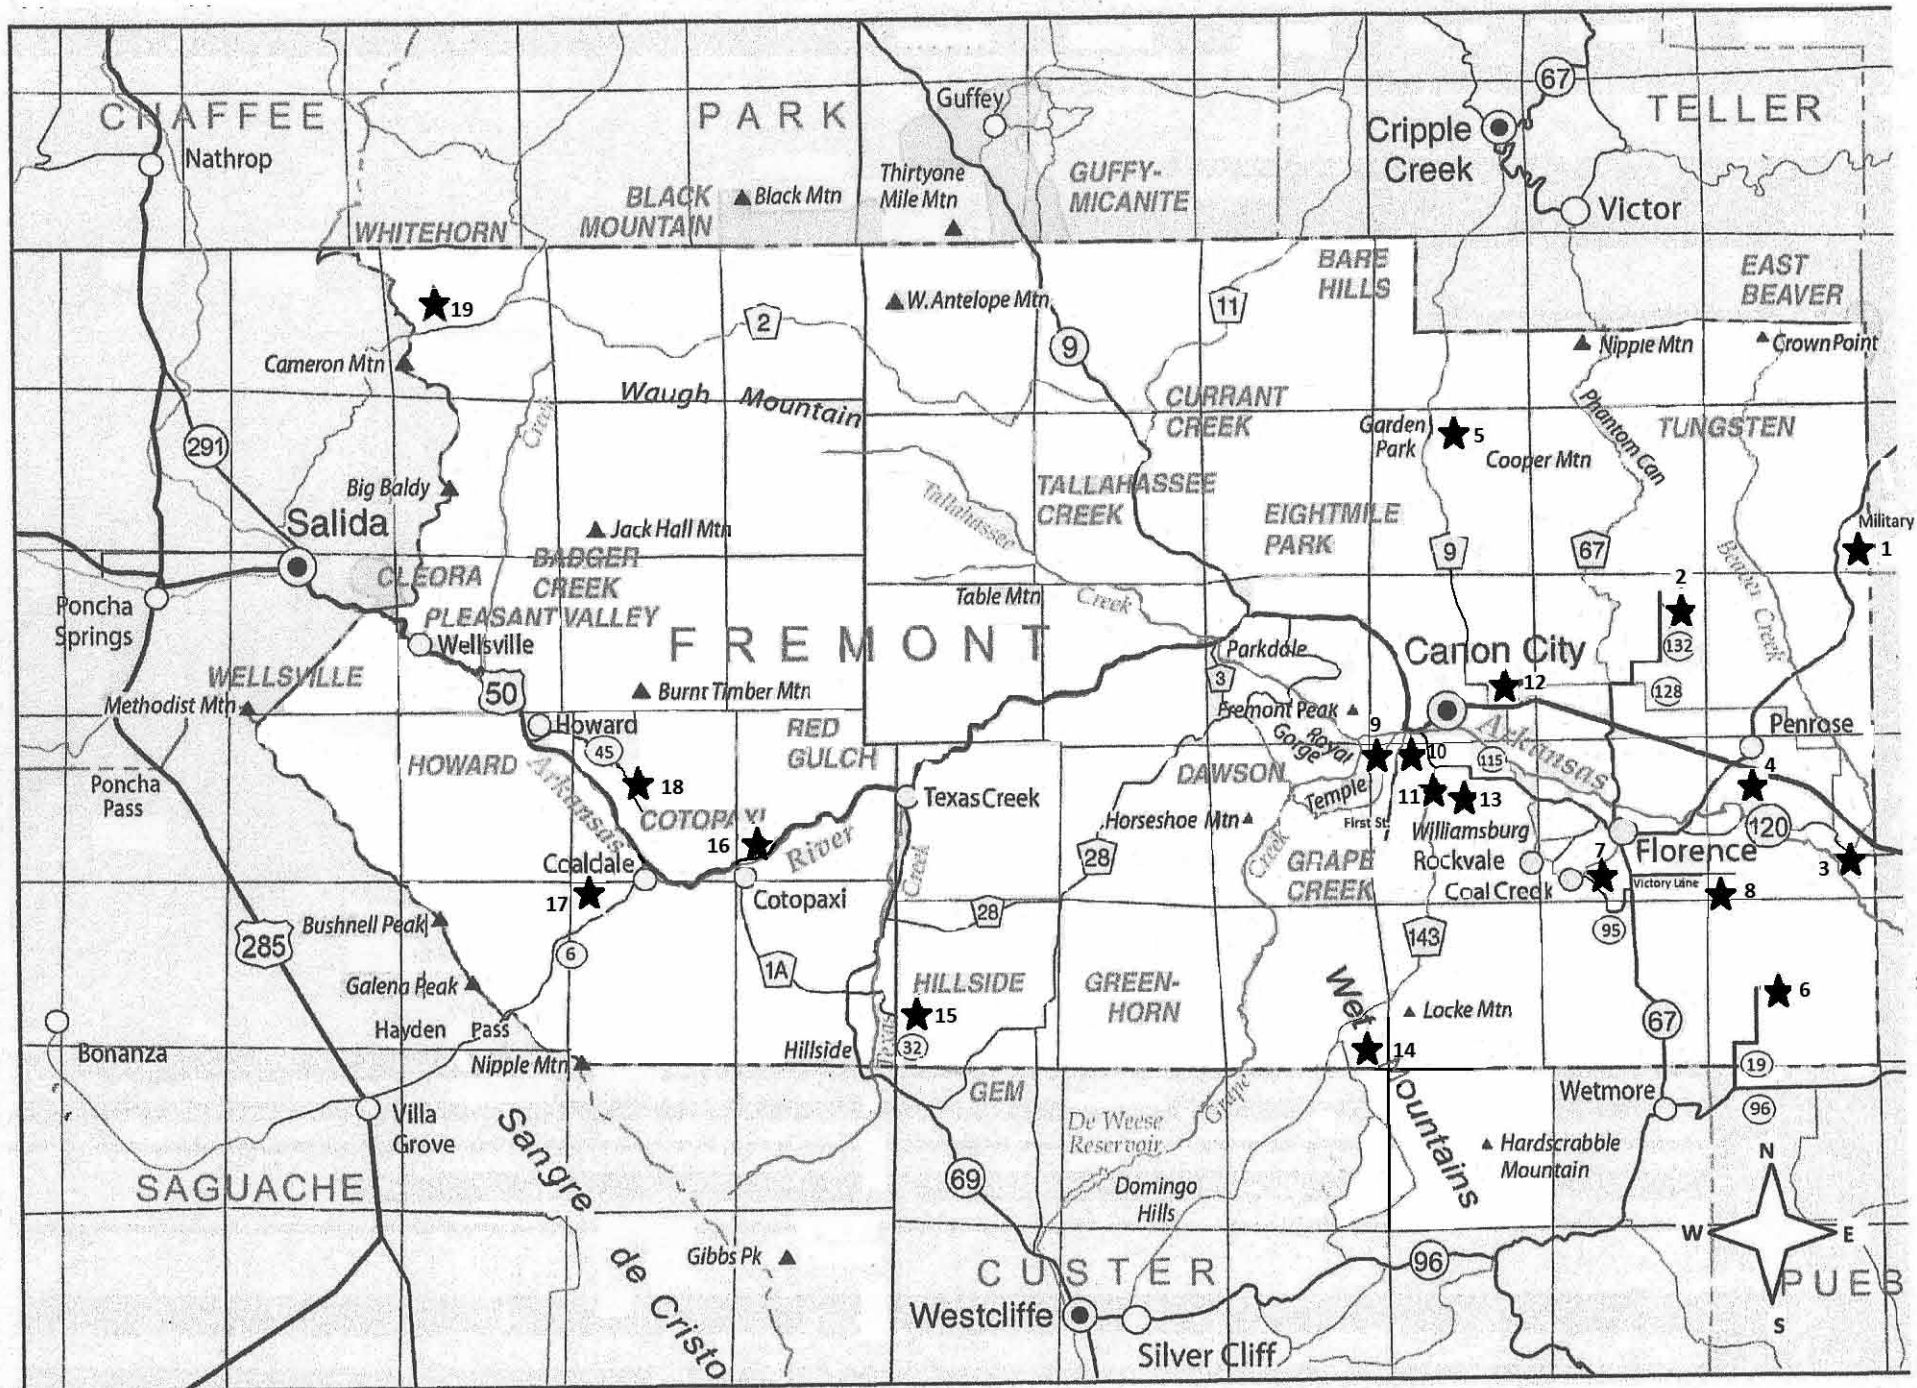 CHAFFEE
PARK
TELLER
67
Guffey
Nathrop
Cripple
Creek
Thirtyone
Mile Mtn
GUFFY-
MICANITE
BLACK
MOUNTAIN
Black Mtn
Victor
WHITEHORN
BARE
HILLS
EAST
BEAVER
19
W. Antelope Mtn
11
2
9
Nipple Mtn
Crown Point
Cameron Mtn
Waugh Mountain
CURRANT
CREEK
Phantom Can
Creek
291
Garden
Park
5
TUNGSTEN
Cooper Mtn
Big Baldy
TALLAHASSEE
CREEK
Tallahassee
Creek
Salida
Jack Hall Mtn
EIGHTMILE
PARK
Military
1
9
67
Beaver Creek
BADGER
CREEK
CLEORA
PLEASANT VALLEY
Poncha
Springs
Table Mtn
2
132
FREMONT
Wellsville
Parkdale
Canon City
WELLSVILLE
50
Burnt Timber Mtn
3
12
128
Methodist Mtn
Fremont Peak
Howard
45
RED
GULCH
Royal
Gorge
9
10
Arkansas
115
Penrose
HOWARD
Arkansas
DAWSON
4
Poncha
Pass
18
Texas Creek
Temple
11
13
COTOPAXI
Horseshoe Mtn
First St.
Williamsburg
120
16
River
28
Creek
GRAPE
CREEK
Rockvale
Florence
3
Coaldale
Creek
7
Coal Creek
Victory Lane
8
17
Cotopaxi
28
95
Bushnell Peak
285
6
1A
143
Galena Peak
HILLSIDE
GREEN-
HORN
Wet
Mountains
6
15
Locke Mtn
67
Hayden Pass
Bonanza
Hillside
Texas
32
14
Nipple Mtn
19
GEM
Wetmore
96
Villa
Grove
De Weese
Reservoir
Grape
Hardscrabble
Mountain
N
SAGUACHE
Sangre
de Cristo
69
Domingo
Hills
W
E
Gibbs Pk
96
CUSTER
PUEB
Westcliffe
S
Silver Cliff